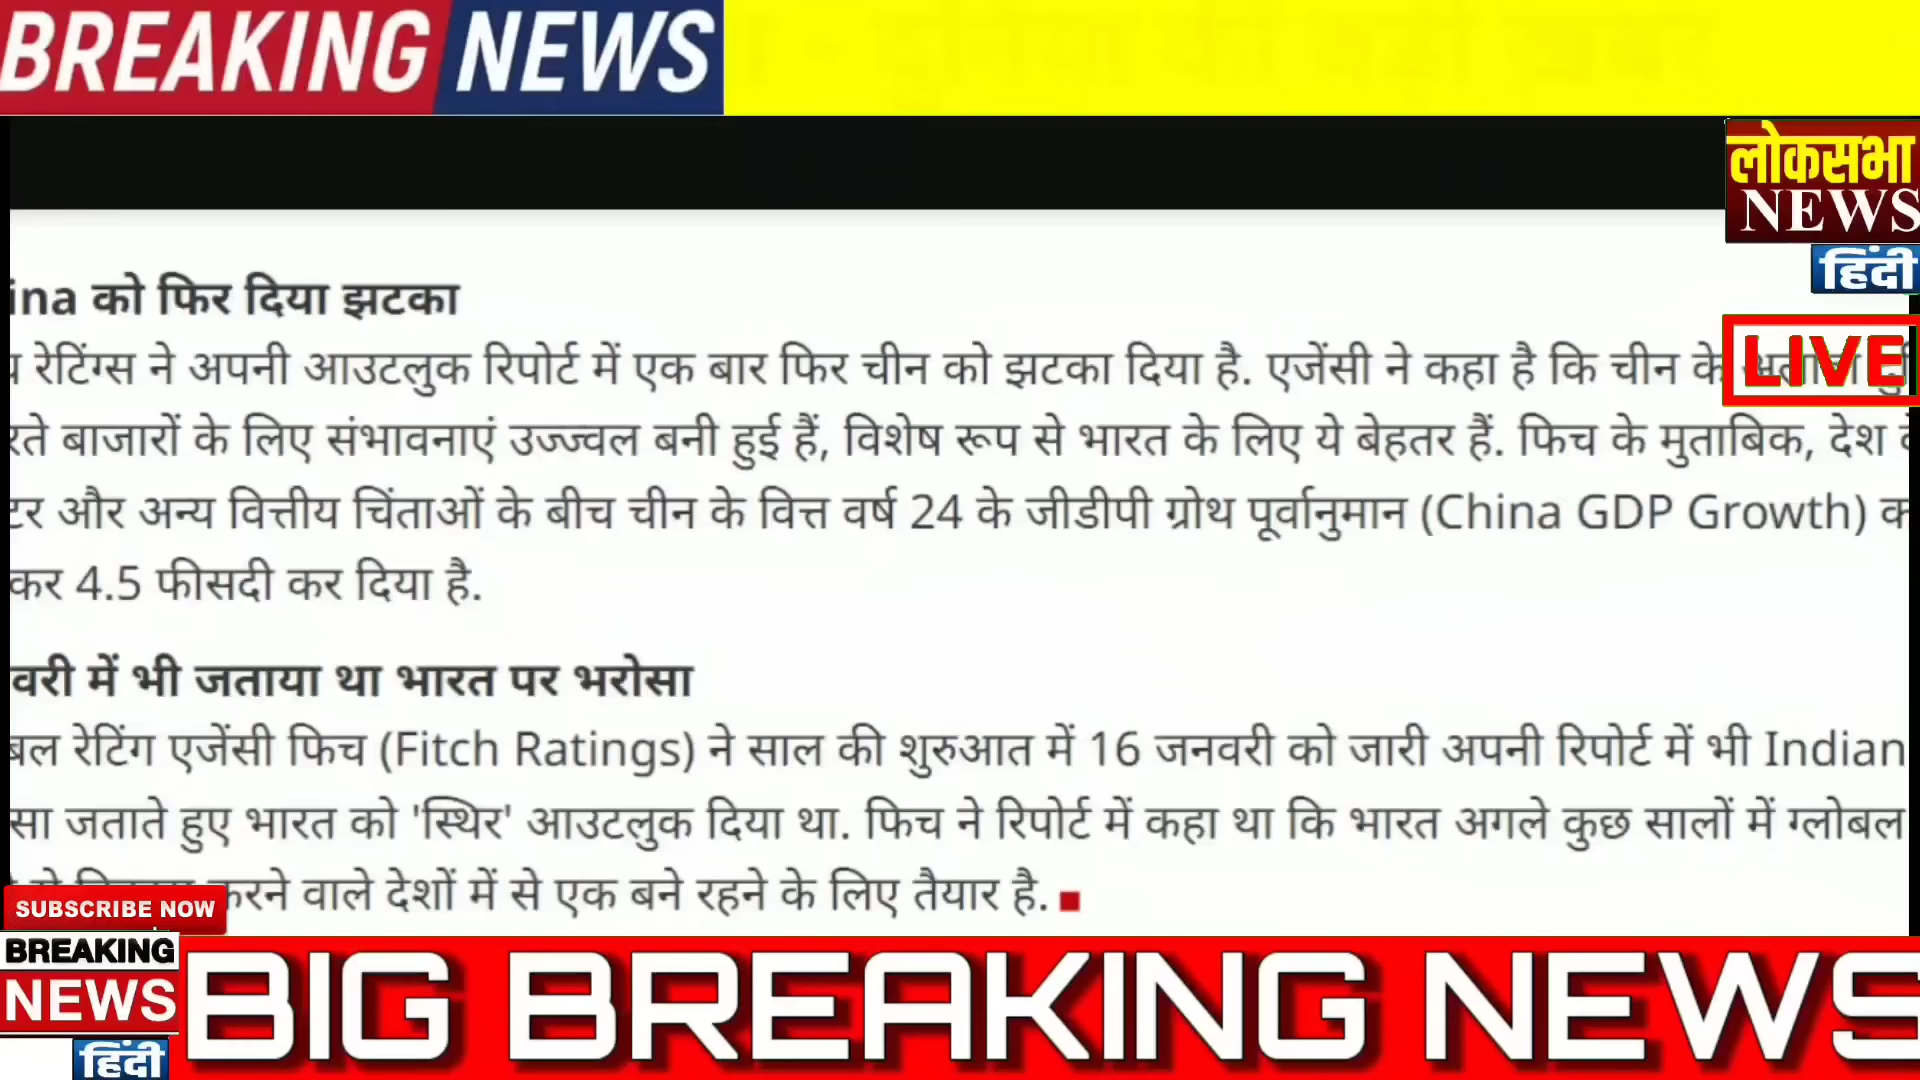 BREAKING NEWS
- दुनिया की बड़ी ख़बर
लोकसभा
NEWS
हिंदी
LIVE
ina को फिर दिया झटका
रेटिंग्स ने अपनी आउटलुक रिपोर्ट में एक बार फिर चीन को झटका दिया है. एजेंसी ने कहा है कि चीन के
रते बाजारों के लिए संभावनाएं उज्ज्वल बनी हुई हैं, विशेष रूप से भारत के लिए ये बेहतर हैं. फिच के मुताबिक, देश
टर और अन्य वित्तीय चिंताओं के बीच चीन के वित्त वर्ष 24 के जीडीपी ग्रोथ पूर्वानुमान (China GDP Growth)
कर 4.5 फीसदी कर दिया है.
वरी में भी जताया था भारत पर भरोसा
बल रेटिंग एजेंसी फिच (Fitch Ratings) ने साल की शुरुआत में 16 जनवरी को जारी अपनी रिपोर्ट में भी Indian
सा जताते हुए भारत को 'स्थिर' आउटलुक दिया था. फिच ने रिपोर्ट में कहा था कि भारत अगले कुछ सालों में ग्लोबल
करने वाले देशों में से एक बने रहने के लिए तैयार है.
SUBSCRIBE NOW
BREAKING
NEWS
हिंदी
BIG BREAKING NEWS